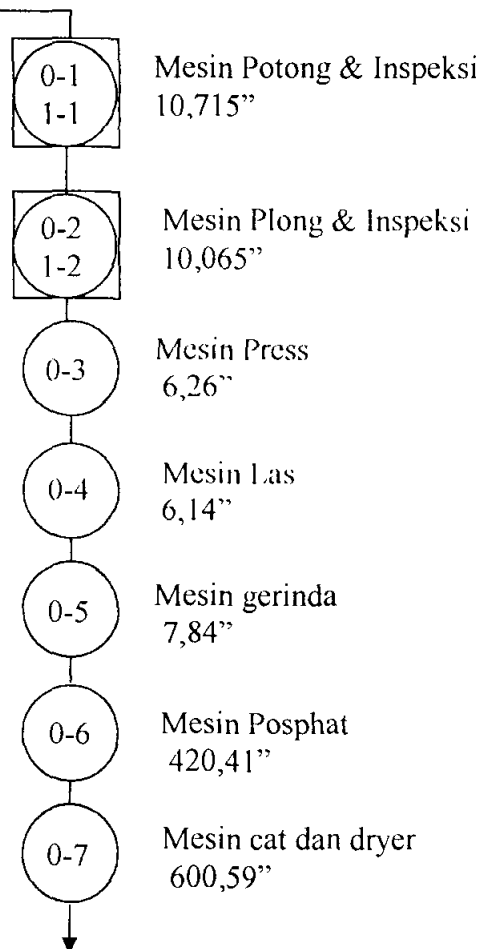 0-1
1-1
Mesin Potong & Inspeksi
10,715”
0-2
1-2
Mesin Plong & Inspeksi
10,065”
0-3
Mesin Press
6,26”
0-4
Mesin Las
6,14”
0-5
Mesin gerinda
7,84”
0-6
Mesin Posphat
420,41”
0-7
Mesin cat dan dryer
600,59”